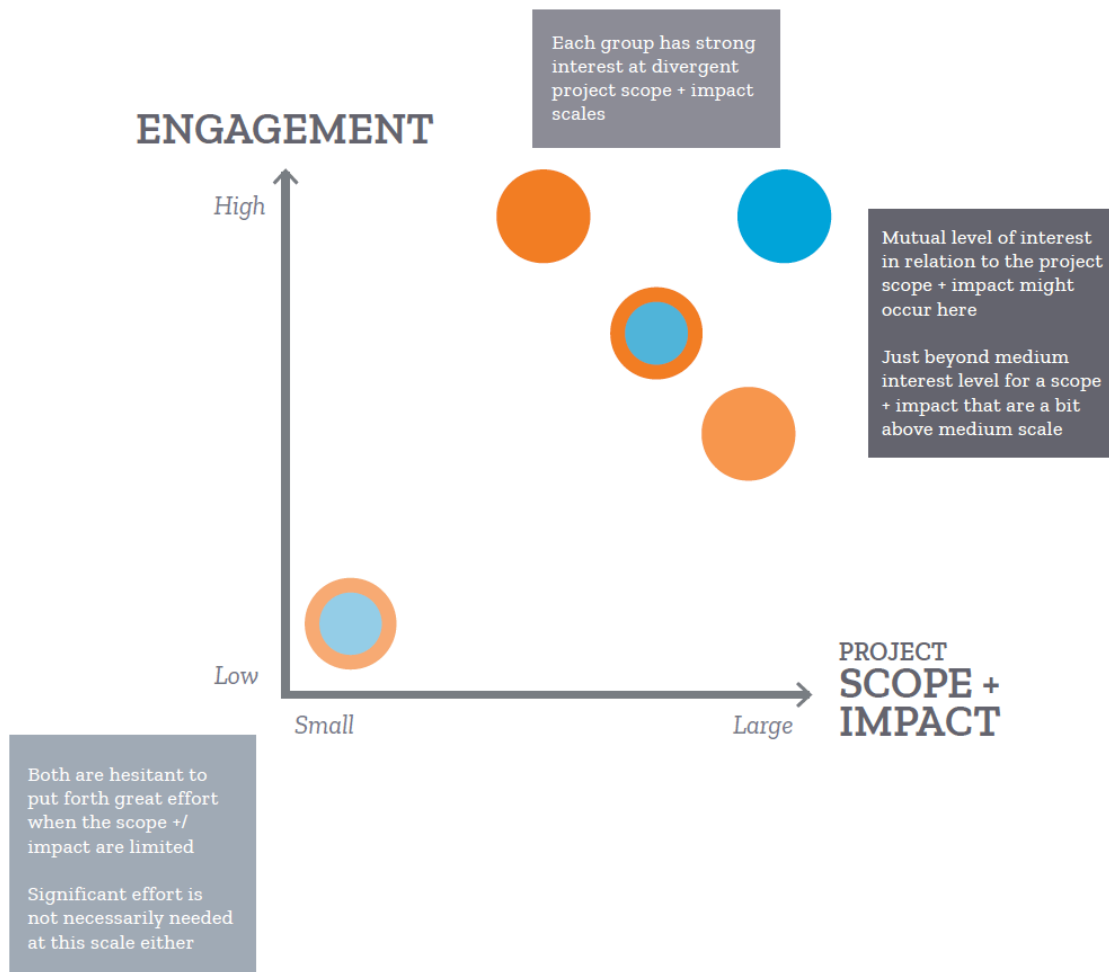 Each group has strong
interest at divergent
project scope + impact
scales
ENGAGEMENT
High
Mutual level of interest
in relation to the project
scope + impact might
occur here
Just beyond medium
interest level for a scope
+ impact that are a bit
above medium scale
Low
Small
Large
PROJECT
SCOPE +
IMPACT
Both are hesitant to
put forth great effort
when the scope +/
impact are limited
Significant effort is
not necessarily needed
at this scale either